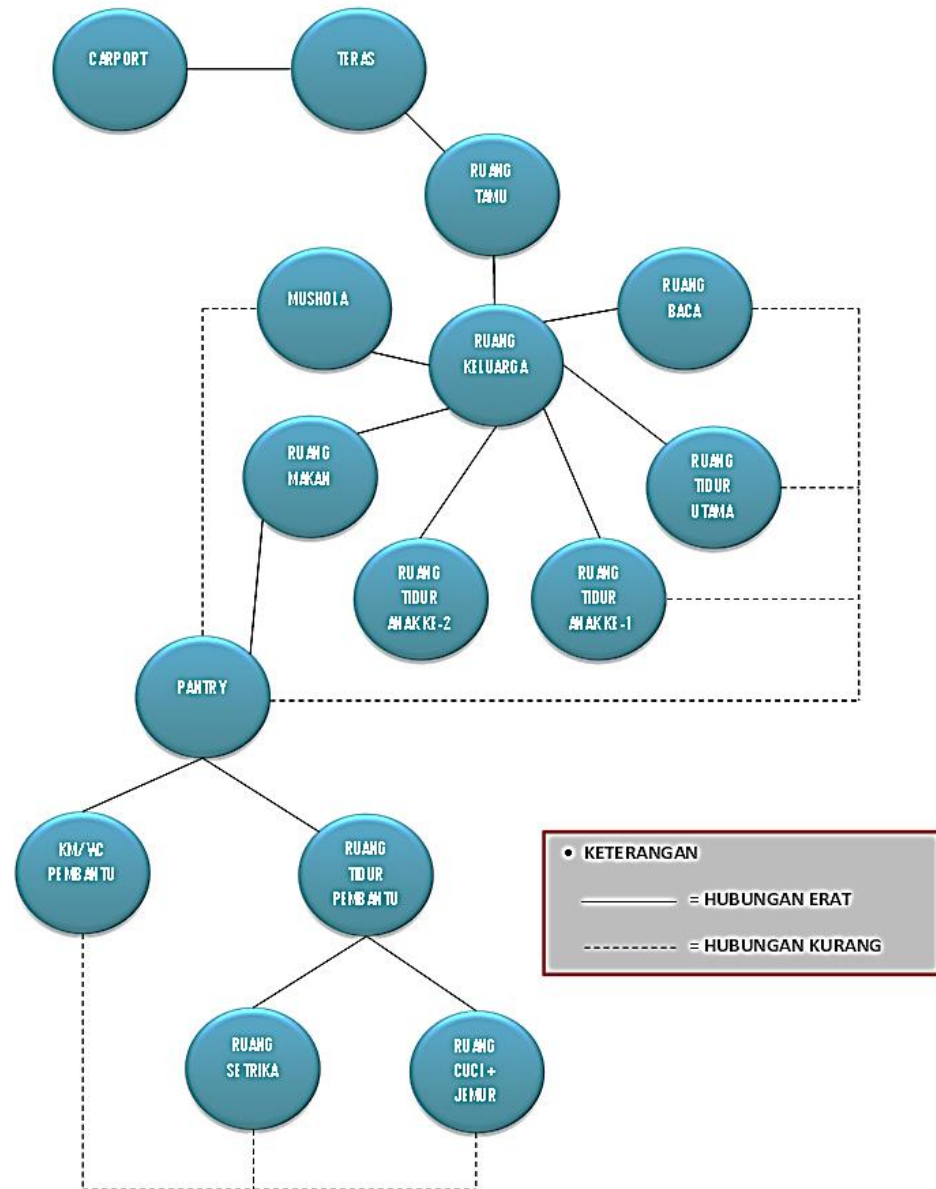 CARPORT
TERAS
RUANG
TAMU
MUSHOLA
RUANG
BACA
RUANG
KELUARGA
RUANG
MAKAN
RUANG
TIDUR
UTAMA
RUANG
TIDUR
ANAK KE-2
RUANG
TIDUR
ANAK KE-1
PANTRY
KM/WC
PEMBANTU
RUANG
TIDUR
PEMBANTU
• KETERANGAN
= HUBUNGAN ERAT
= HUBUNGAN KURANG
RUANG
SETRIKA
RUANG
CUCI +
JEMUR